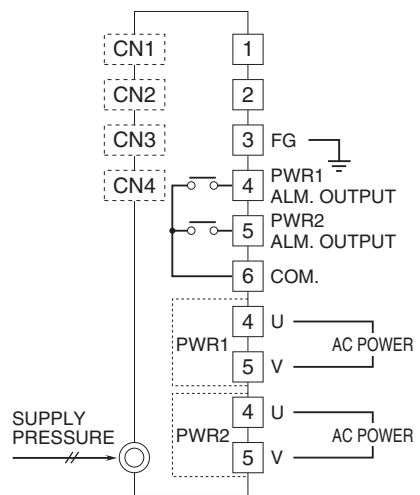 CN1
1
CN2
2
CN3
3 FG
CN4
4 PWR1
ALM. OUTPUT
5 PWR2
ALM. OUTPUT
6 COM.
PWR1
4 U
AC POWER
5 V
PWR2
4 U
AC POWER
5 V
SUPPLY
PRESSURE